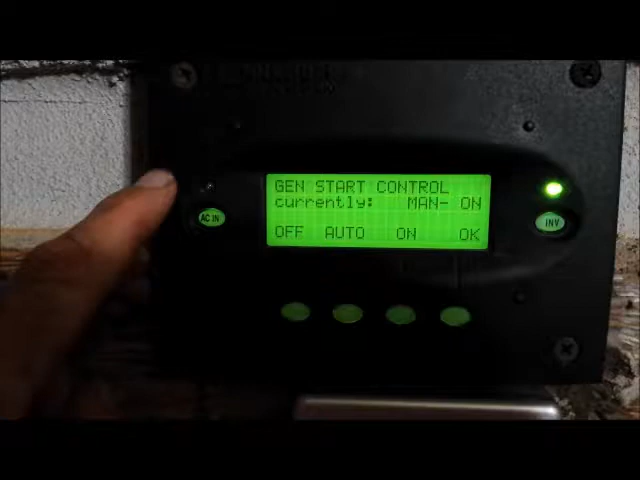 GEN START CONTROL
currently: MAN- ON
OFF AUTO ON OK
AC IN
INV